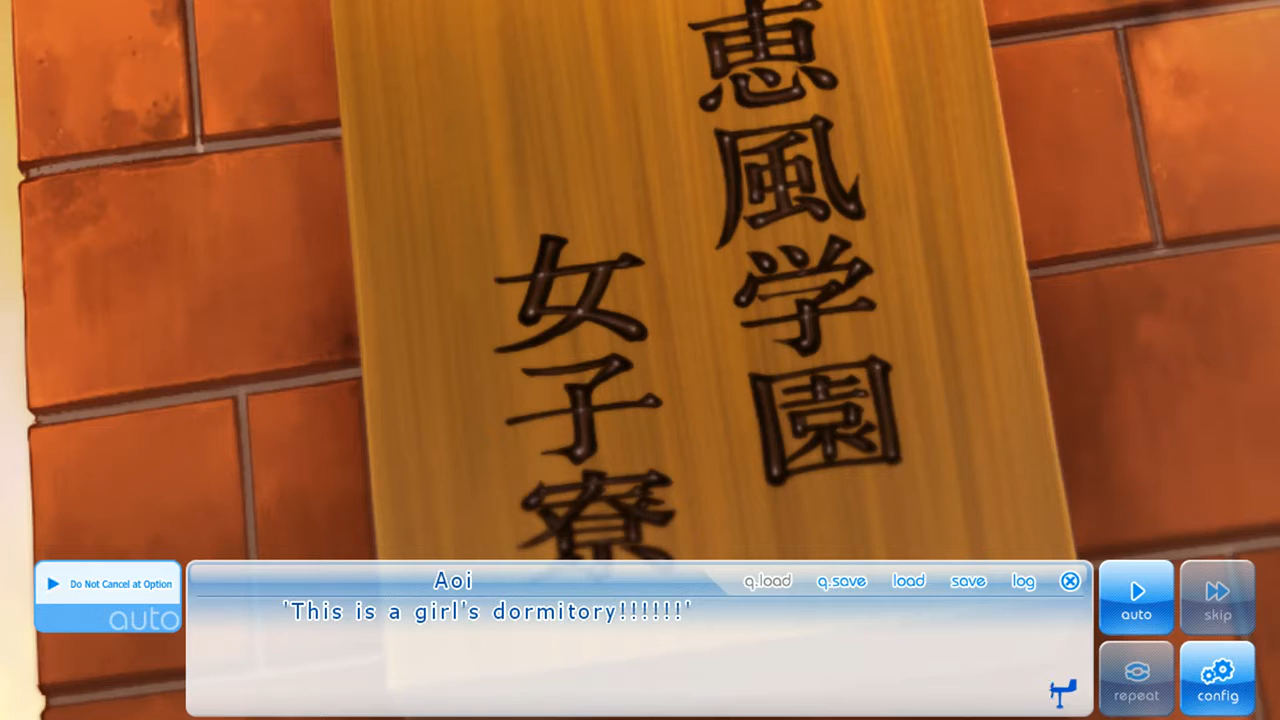 恵風学園
女子寮
Do Not Cancel at Option
auto
Aoi
q.load
q.save
load
save
log
'This is a girl's dormitory!!!!!!'
auto
skip
repeat
config